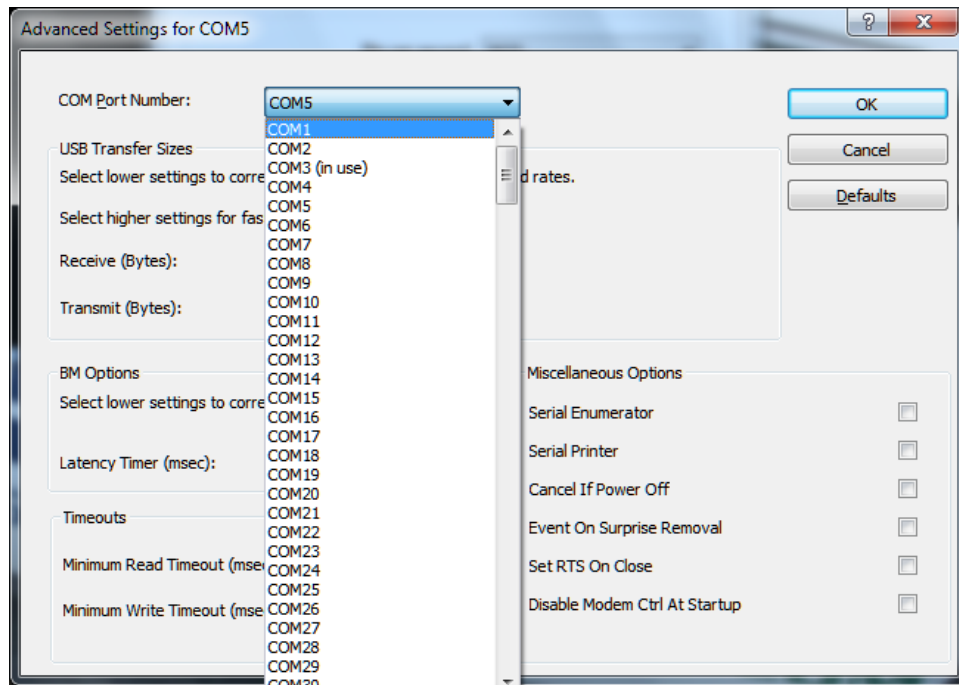 Advanced Settings for COM5
COM Port Number:
COM5
OK
Cancel
Defaults
COM1
COM2
COM3 (in use)
COM4
COM5
COM6
COM7
COM8
COM9
COM10
COM11
COM12
COM13
COM14
COM15
COM16
COM17
COM18
COM19
COM20
COM21
COM22
COM23
COM24
COM25
COM26
COM27
COM28
COM29
COM30
USB Transfer Sizes
Select lower settings to corre d rates.
Select higher settings for fas
Receive (Bytes):
Transmit (Bytes):
BM Options
Select lower settings to corre
Latency Timer (msec):
Timeouts
Minimum Read Timeout (mse
Minimum Write Timeout (mse
Miscellaneous Options
Serial Enumerator
Serial Printer
Cancel If Power Off
Event On Surprise Removal
Set RTS On Close
Disable Modem Ctrl At Startup